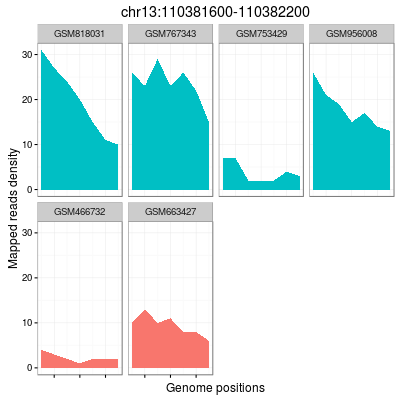 chr13:110381600-110382200
GSM818031 GSM767343 GSM753429 GSM956008
30
20
10
0
Mapped reads density
GSM466732 GSM663427
30
20
10
0
Genome positions